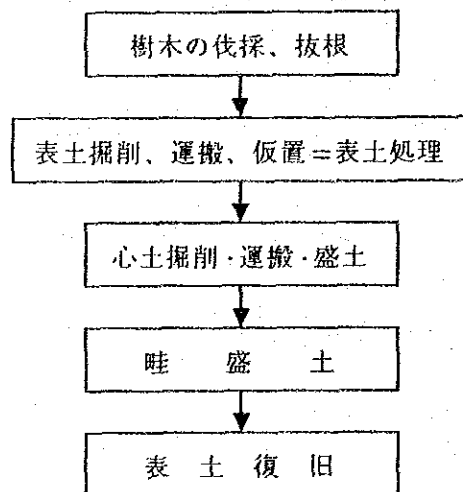 樹木の伐採、抜根
表土掘削、運搬、仮置=表土処理
心土掘削·運搬·盛土
畦盛土
表土復旧